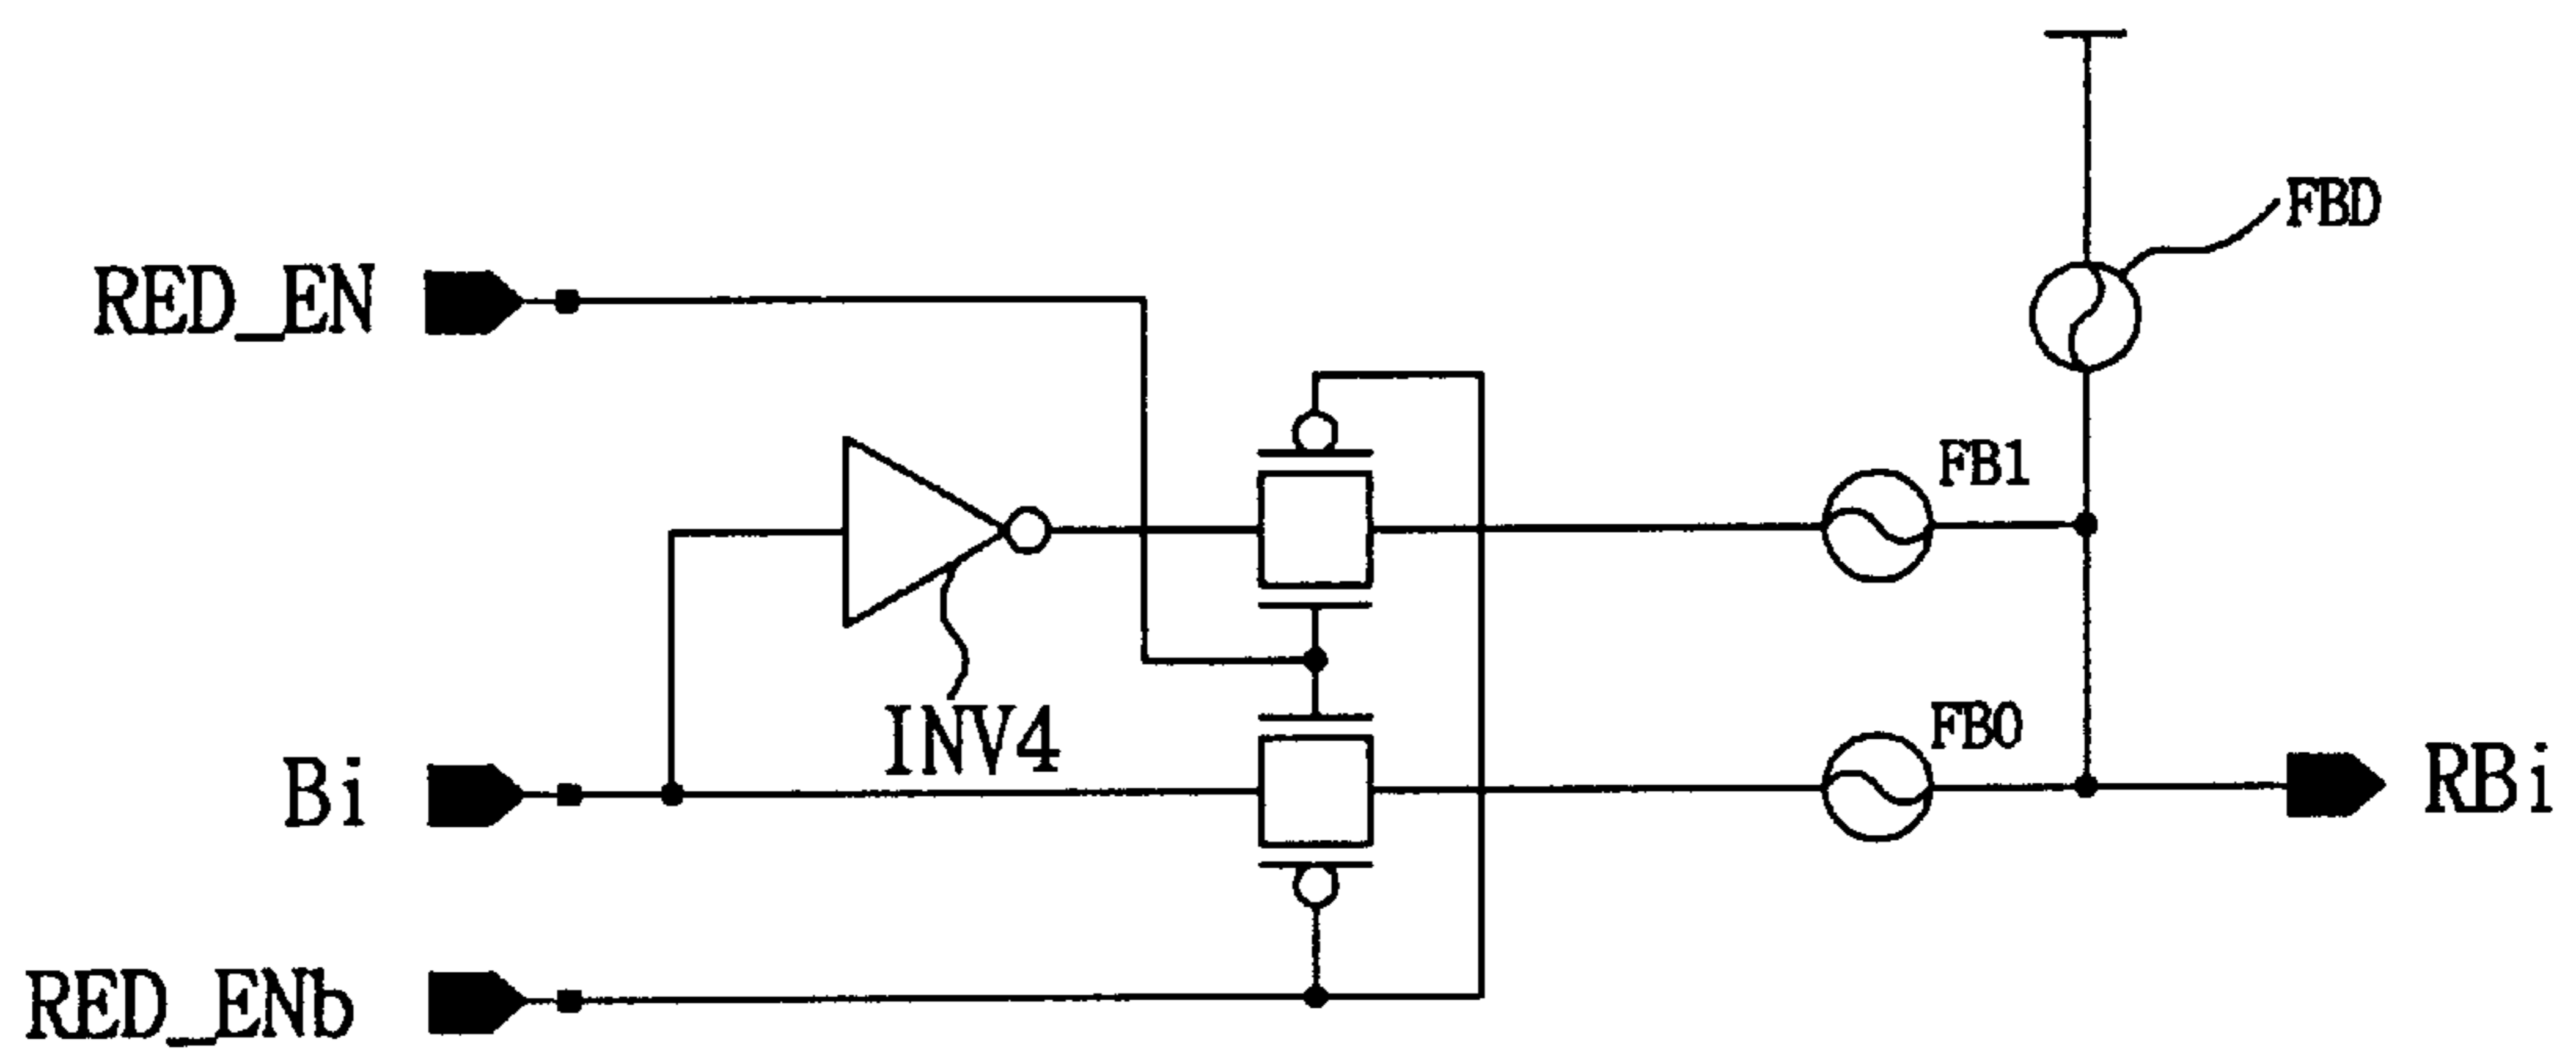 FBD
RED_EN
FB1
INV4
FB0
Bi
RBi
RED_ENb